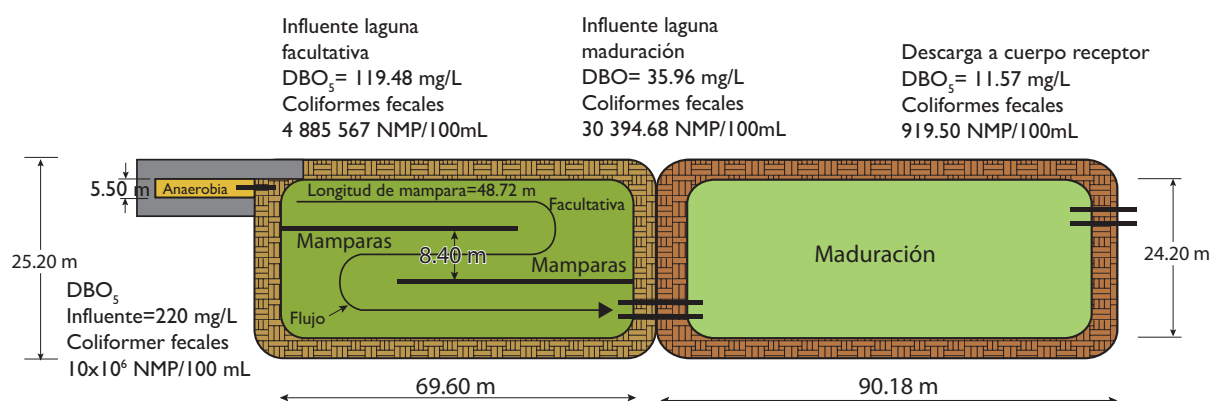 Influente laguna
facultativa
DBO₅= 119.48 mg/L
Coliformes fecales
4 885 567 NMP/100mL
Influente laguna
maduración
DBO= 35.96 mg/L
Coliformes fecales
30 394.68 NMP/100mL
Descarga a cuerpo receptor
DBO₅= 11.57 mg/L
Coliformes fecales
919.50 NMP/100mL
5.50 m
Anaerobia
Longitud de mampara=48.72 m
Facultativa
Mamparas
8.40 m
Mamparas
Flujo
Maduración
25.20 m
24.20 m
DBO₅
Influente=220 mg/L
Coliformer fecales
10x10⁶ NMP/100 mL
69.60 m
90.18 m